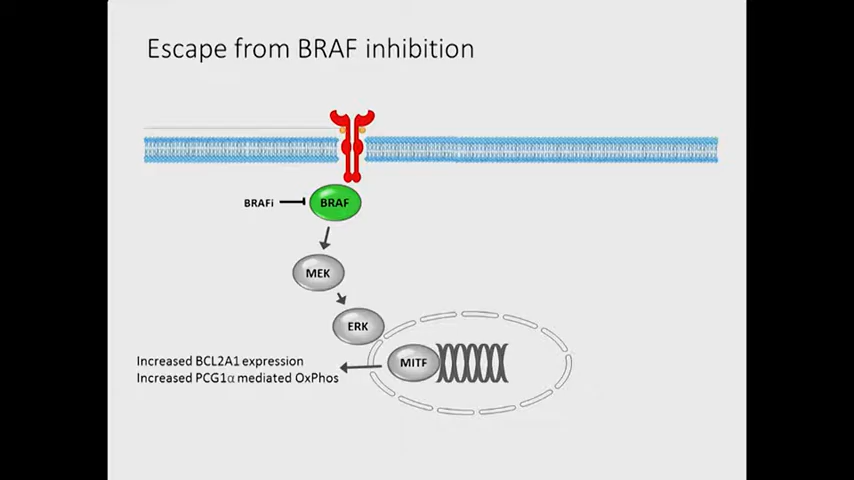 Escape from BRAF inhibition
BRAFi
BRAF
MEK
ERK
MITF
Increased BCL2A1 expression
Increased PCG1α mediated OxPhos